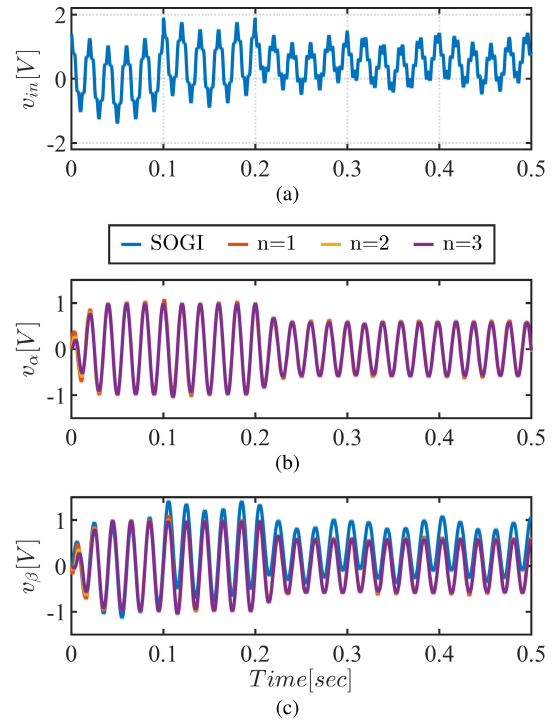 v_{in}[V]
2
0
-2
0 0.1 0.2 0.3 0.4 0.5
(a)
SOGI n=1 n=2 n=3
v_α[V]
1
0
-1
0 0.1 0.2 0.3 0.4 0.5
(b)
v_β[V]
1
0
-1
0 0.1 0.2 0.3 0.4 0.5
Time[sec]
(c)